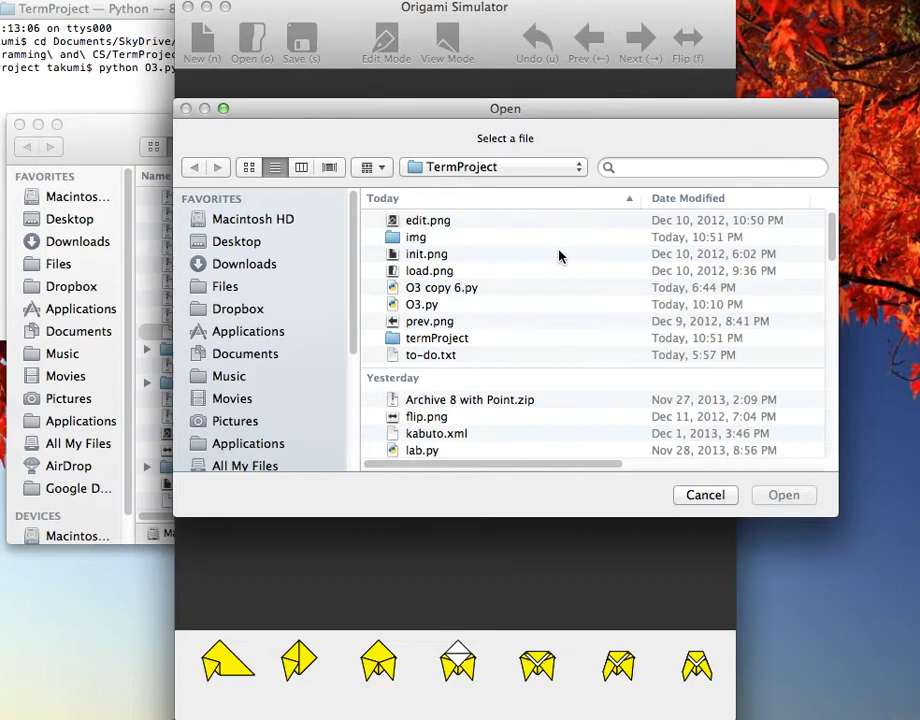 TermProject — Python — 8
:13:06 on ttys000
akumi$ cd Documents/SkyDrive/
ramming\ and\ CS/TermProjec
roject takumi$ python O3.py
Origami Simulator
New (n) Open (o) Save (s) Edit Mode View Mode Undo (u) Prev (←) Next (→) Flip (f)
Open
Select a file
TermProject
FAVORITES
Macintos...
Desktop
Downloads
Files
Dropbox
Applications
Documents
Music
Movies
Pictures
Applications
All My Files
AirDrop
Google D...
DEVICES
Macintos...
Name
Ma
FAVORITES
Macintosh HD
Desktop
Downloads
Files
Dropbox
Applications
Documents
Music
Movies
Pictures
Applications
All My Files
Today Date Modified
edit.png Dec 10, 2012, 10:50 PM
img Today, 10:51 PM
init.png Dec 10, 2012, 6:02 PM
load.png Dec 10, 2012, 9:36 PM
O3 copy 6.py Today, 6:44 PM
O3.py Today, 10:10 PM
prev.png Dec 9, 2012, 8:41 PM
termProject Today, 10:51 PM
to-do.txt Today, 5:57 PM
Yesterday
Archive 8 with Point.zip Nov 27, 2013, 2:09 PM
flip.png Dec 11, 2012, 7:04 PM
kabuto.xml Dec 1, 2013, 3:46 PM
lab.py Nov 28, 2013, 8:56 PM
Cancel Open